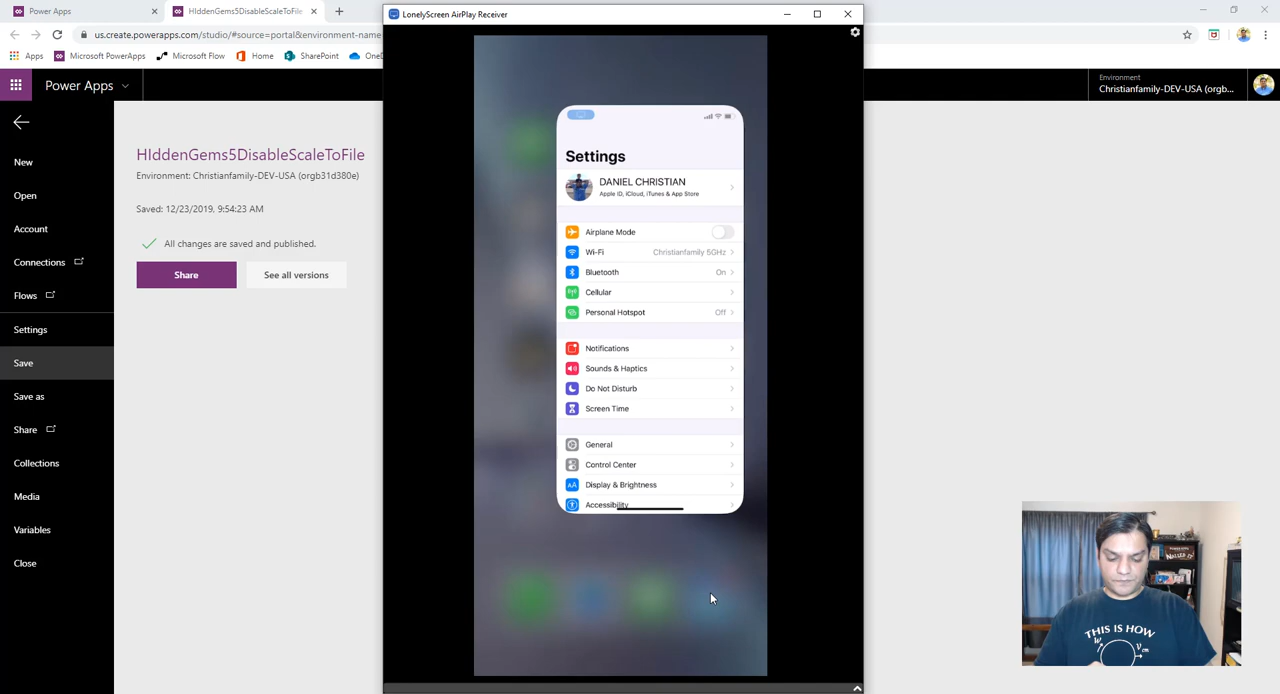 Power Apps
HIddenGems5DisableScaleToFile
LonelyScreen AirPlay Receiver
us.create.powerapps.com/studio/#source=portal&environment-name
Apps
Microsoft PowerApps
Microsoft Flow
Home
SharePoint
OneD
Power Apps
Environment
Christianfamily-DEV-USA (orgb...
New
Open
Account
Connections
Flows
Settings
Save
Save as
Share
Collections
Media
Variables
Close
HIddenGems5DisableScaleToFile
Environment: Christianfamily-DEV-USA (orgb31d380e)
Saved: 12/23/2019, 9:54:23 AM
All changes are saved and published.
Share
See all versions
Settings
DANIEL CHRISTIAN
Apple ID, iCloud, iTunes & App Store
Airplane Mode
Wi-Fi Christianfamily 5GHz
Bluetooth On
Cellular
Personal Hotspot Off
Notifications
Sounds & Haptics
Do Not Disturb
Screen Time
General
Control Center
Display & Brightness
Accessibility
THIS IS HOW